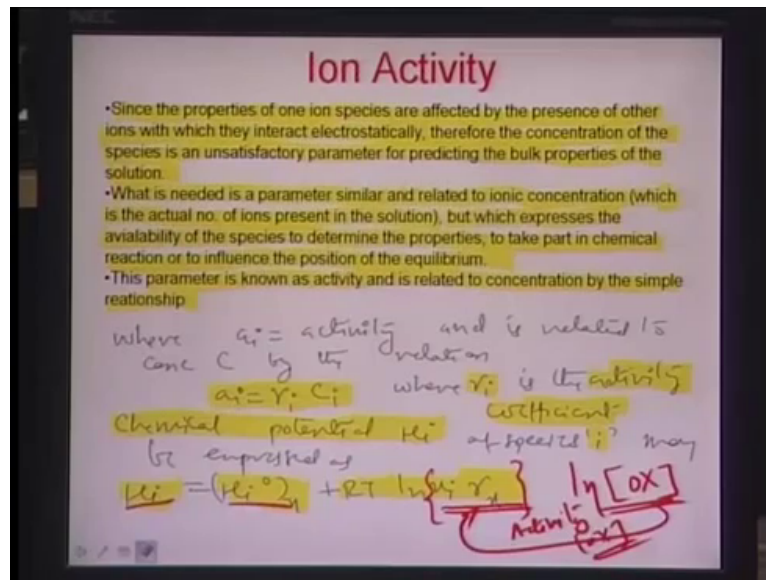 NEC
Ion Activity
•Since the properties of one ion species are affected by the presence of other
ions with which they interact electrostatically, therefore the concentration of the
species is an unsatisfactory parameter for predicting the bulk properties of the
solution.
•What is needed is a parameter similar and related to ionic concentration (which
is the actual no. of ions present in the solution), but which expresses the
avialability of the species to determine the properties, to take part in chemical
reaction or to influence the position of the equilibrium.
•This parameter is known as activity and is related to concentration by the simple
reationship
where ai = activity and is related to
conc C by the relation
ai = γi Ci where γi is the activity
coefficient
Chemical potential μi of species "i" may
be expressed as
μi = (μi°)x + RT ln{xi γx} ln [OX]
Activity
(OX)